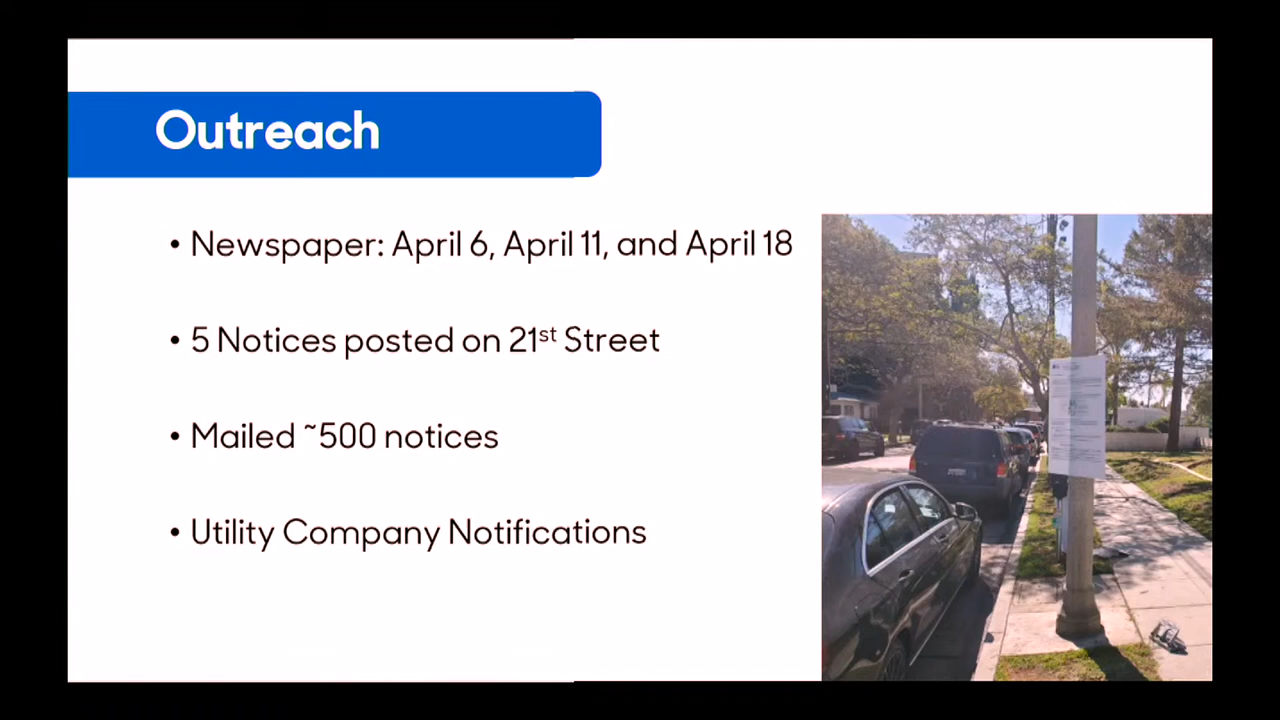 Outreach
• Newspaper: April 6, April 11, and April 18
• 5 Notices posted on 21st Street
• Mailed ~500 notices
• Utility Company Notifications